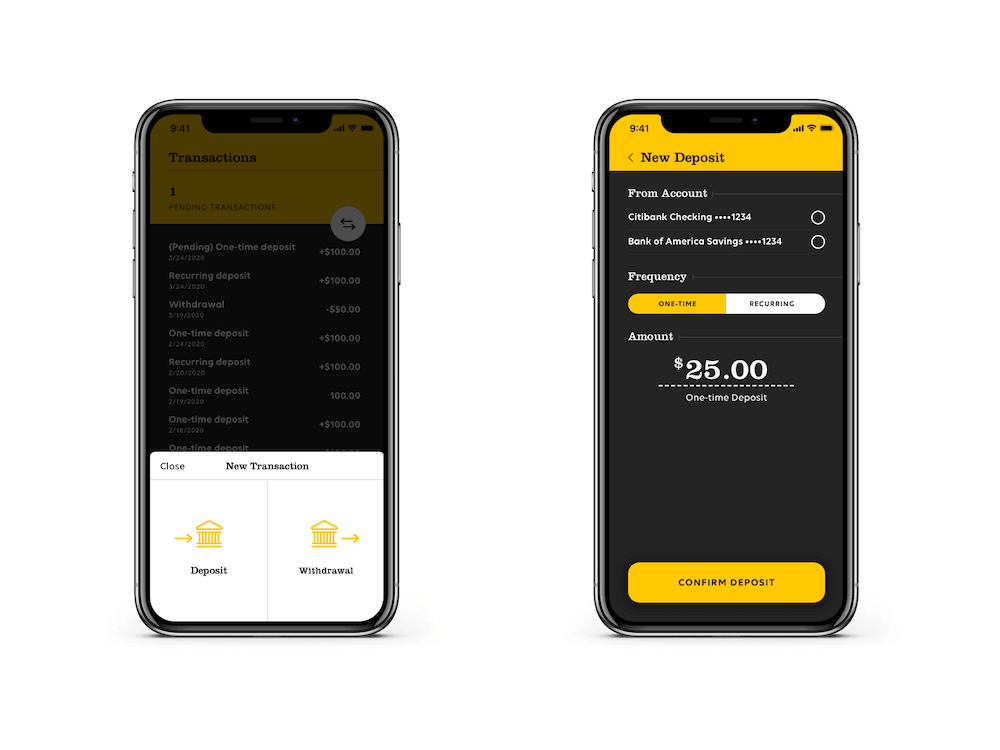 9:41
Transactions
1
PENDING TRANSACTIONS
(Pending) One-time deposit
3/24/2020
+$100.00
Recurring deposit
3/24/2020
+$100.00
Withdrawal
3/19/2020
-$50.00
One-time deposit
2/24/2020
+$100.00
Recurring deposit
2/20/2020
+$100.00
One-time deposit
2/19/2020
100.00
One-time deposit
2/18/2020
+$100.00
One-time deposit
Close
New Transaction
Deposit
Withdrawal
9:41
New Deposit
From Account
Citibank Checking ••••1234
Bank of America Savings ••••1234
Frequency
ONE-TIME
RECURRING
Amount
$25.00
One-time Deposit
CONFIRM DEPOSIT